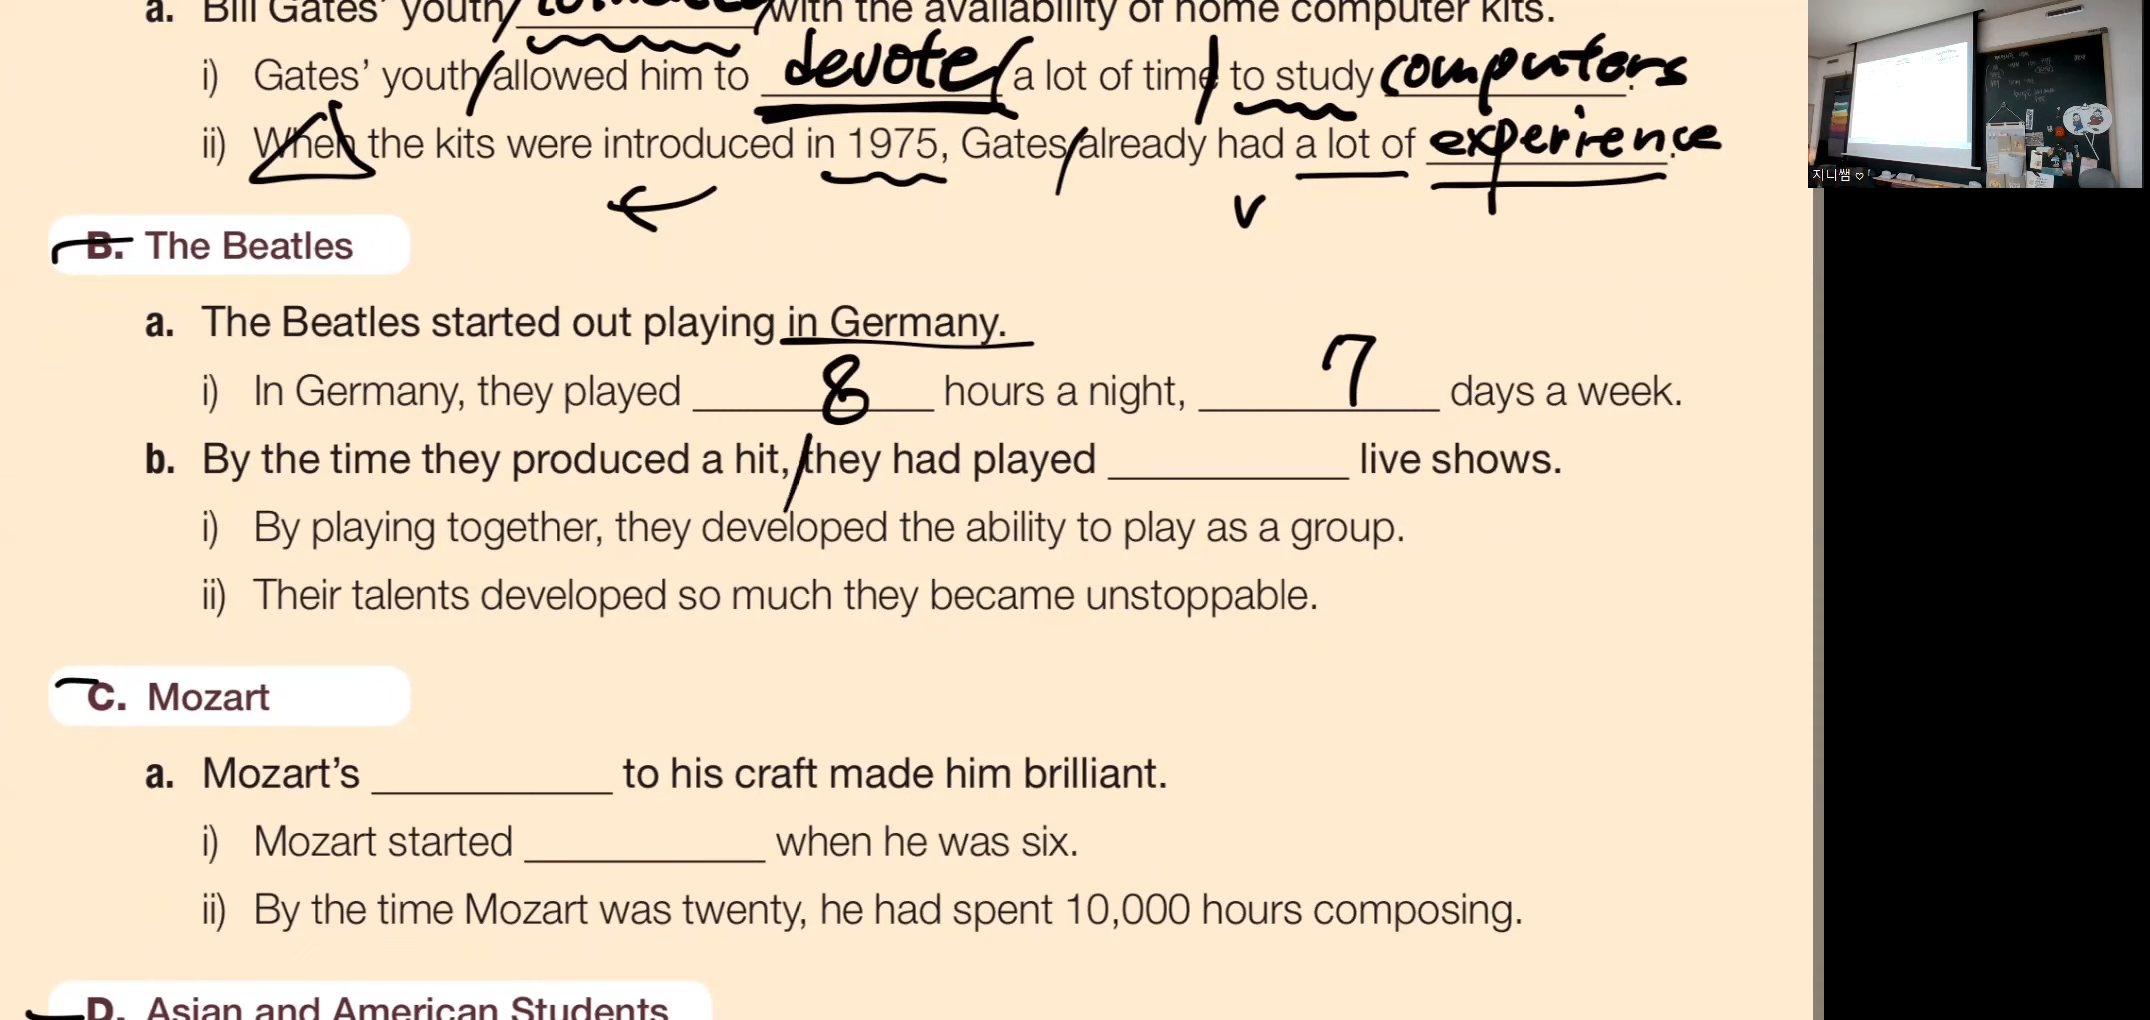 a. Bill Gates' youth with the availability of home computer kits.
i) Gates' youth allowed him to devote a lot of time to study computers.
ii) When the kits were introduced in 1975, Gates already had a lot of experience.
B. The Beatles
a. The Beatles started out playing in Germany.
i) In Germany, they played 8 hours a night, 7 days a week.
b. By the time they produced a hit, they had played __________ live shows.
i) By playing together, they developed the ability to play as a group.
ii) Their talents developed so much they became unstoppable.
C. Mozart
a. Mozart's __________ to his craft made him brilliant.
i) Mozart started __________ when he was six.
ii) By the time Mozart was twenty, he had spent 10,000 hours composing.
D. Asian and American Students
지니쌤 ♡